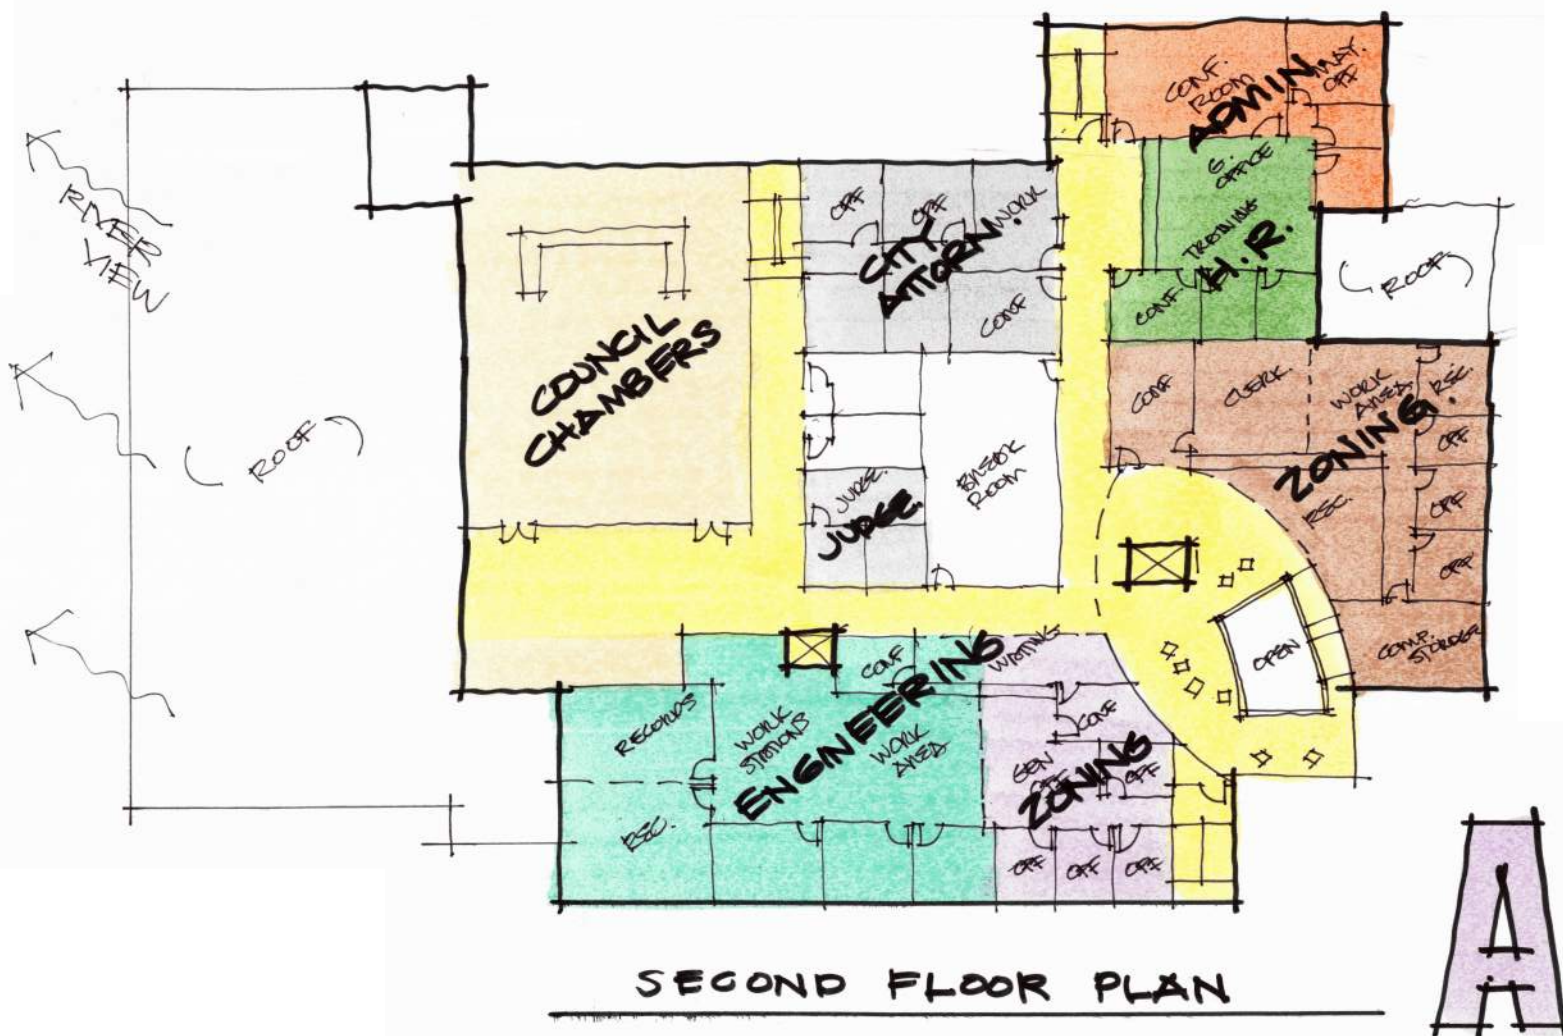 CONF.
ROOM
MAY.
OFF
ADMIN.
G.
OFFICE
TRAINING
H.R.
CONF
(ROOF)
RIVER
VIEW
OFF
OFF
WORK
CITY
ATTORN.
CONF
COUNCIL
CHAMBERS
(ROOF)
JUDGE.
JUDGE.
BREAK
ROOM
CONF
CLERK.
WORK
AREA.
REC.
ZONING.
REC.
OFF
OFF
OFF
COMP.
STORAGE
OPEN
CONF
WAITING
ENGINEERING
RECORDS
WORK
STATIONS
WORK
AREA
REC.
CONF
GEN
OFF
OFF
ZONING
OFF
OFF
OFF
SECOND FLOOR PLAN
A